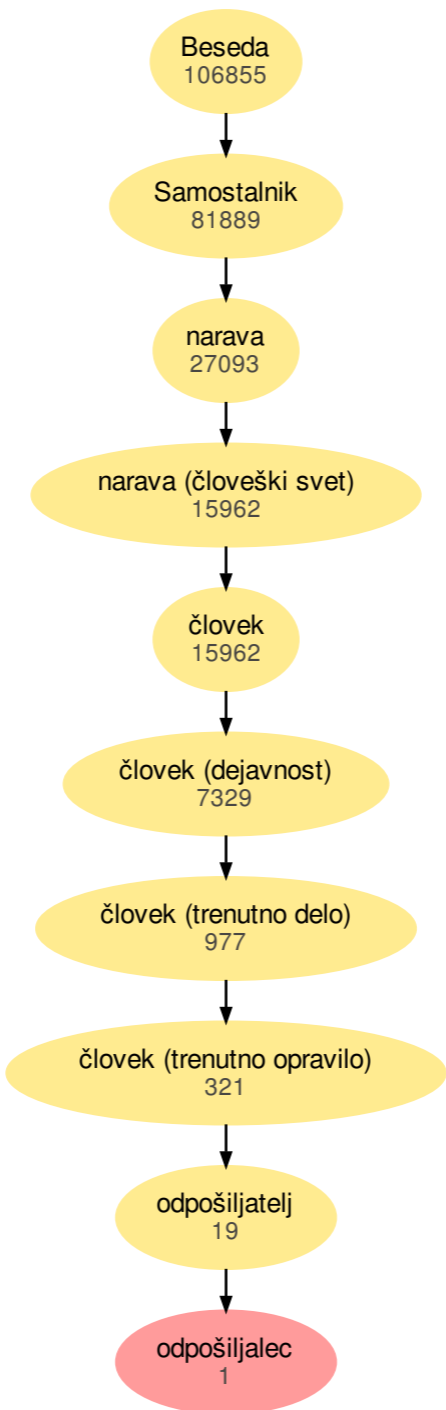 Beseda
106855
Samostalnik
81889
narava
27093
narava (človeški svet)
15962
človek
15962
človek (dejavnost)
7329
človek (trenutno delo)
977
človek (trenutno opravilo)
321
odpošiljatelj
19
odpošiljalec
1